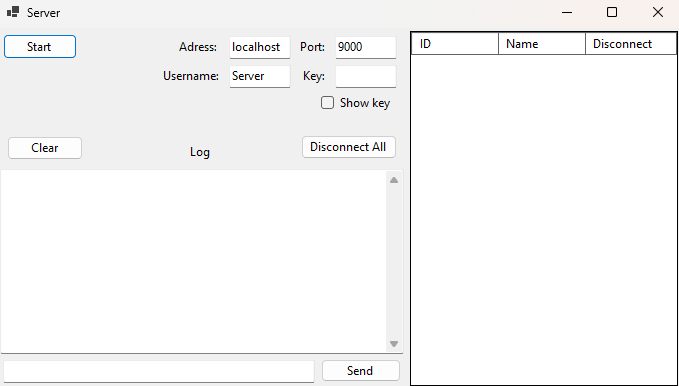 Server
Start Adress: localhost Port: 9000
Username: Server Key:
Show key
Clear Log Disconnect All
Send
ID Name Disconnect